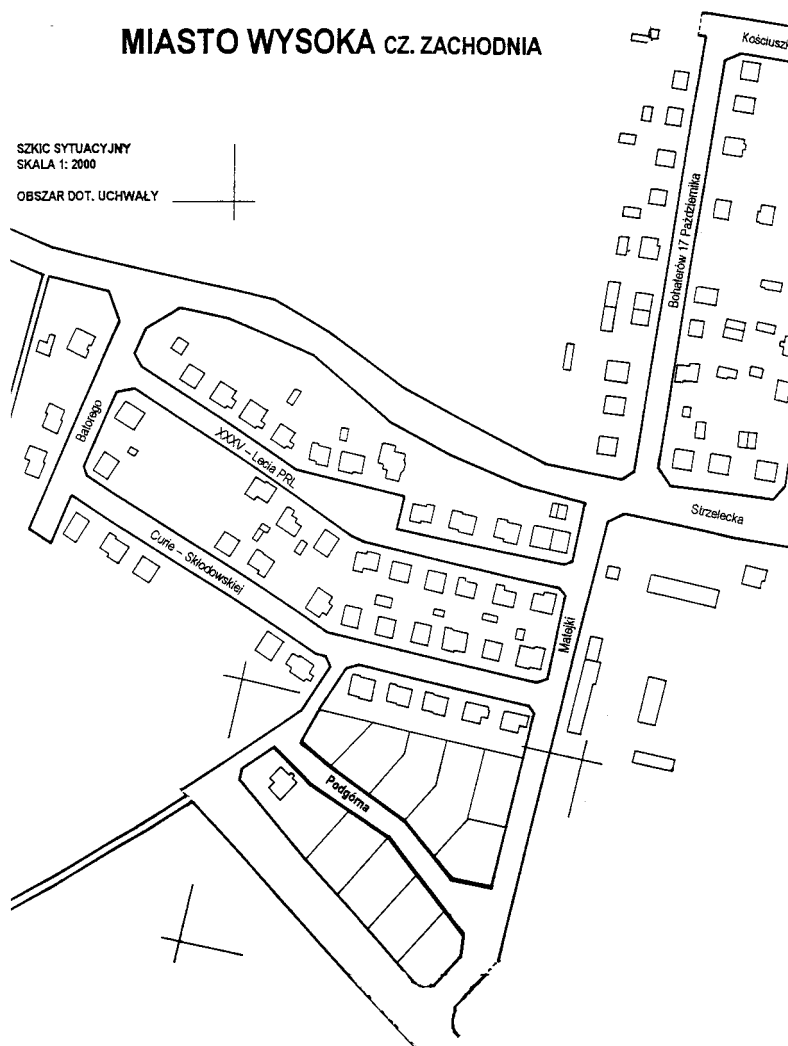 MIASTO WYSOKA CZ. ZACHODNIA
Kościuszk
SZKIC SYTUACYJNY
SKALA 1: 2000
OBSZAR DOT. UCHWAŁY
Bohaterów 17 Października
Batorego
XXXV - Lecia PRL
Strzelecka
Curie - Skłodowskiej
Matejki
Podgórna